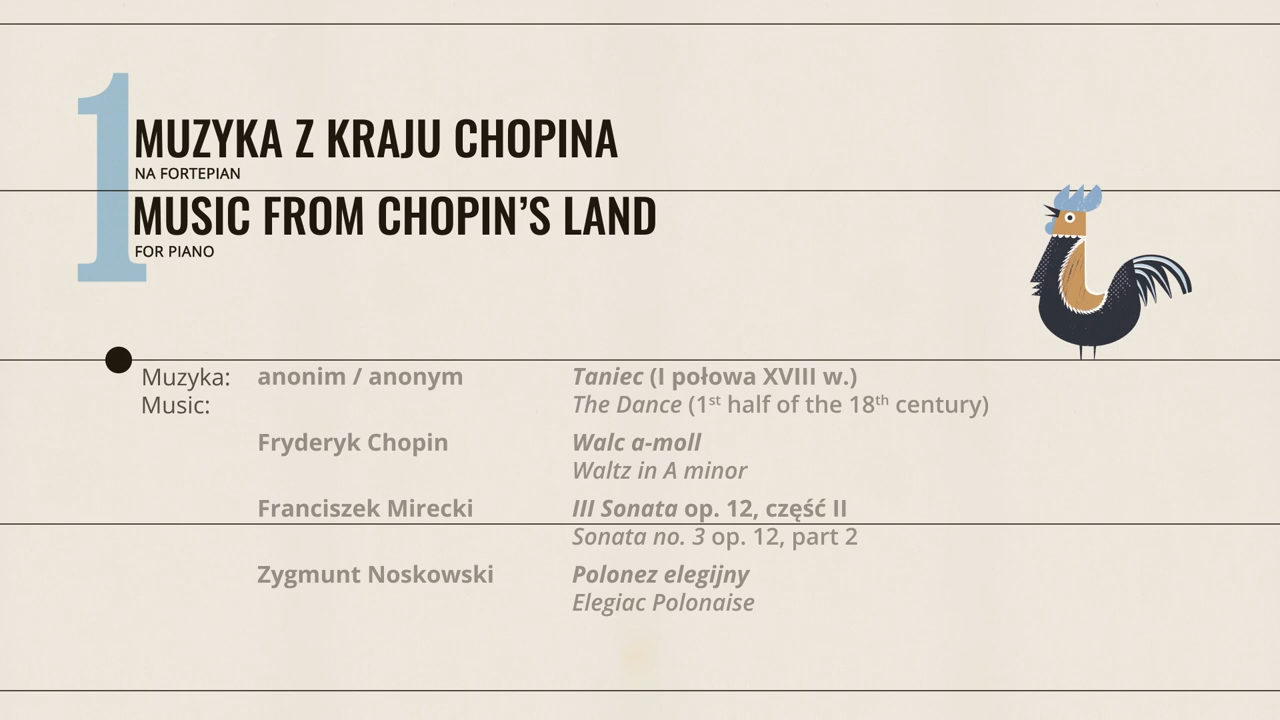 1
MUZYKA Z KRAJU CHOPINA
NA FORTEPIAN
MUSIC FROM CHOPIN’S LAND
FOR PIANO
Muzyka: anonim / anonym Taniec (I połowa XVIII w.)
Music: The Dance (1st half of the 18th century)
Fryderyk Chopin Walc a-moll
Waltz in A minor
Franciszek Mirecki III Sonata op. 12, część II
Sonata no. 3 op. 12, part 2
Zygmunt Noskowski Polonez elegijny
Elegiac Polonaise